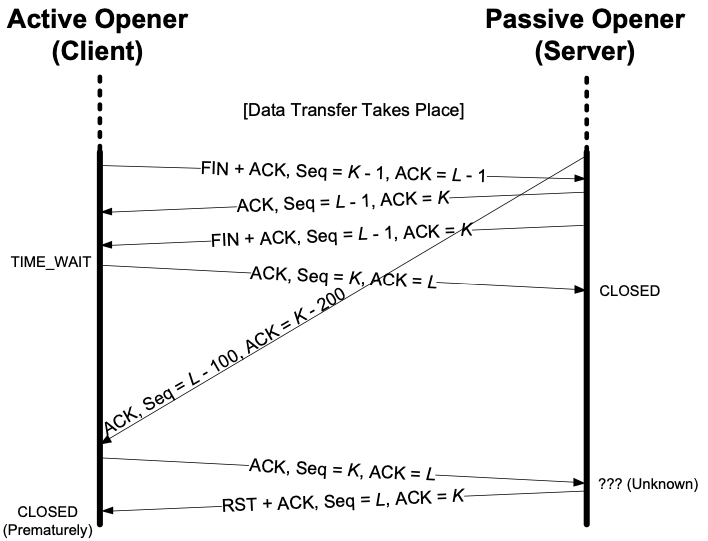 Active Opener
(Client)
Passive Opener
(Server)
[Data Transfer Takes Place]
FIN + ACK, Seq = K - 1, ACK = L - 1
ACK, Seq = L - 1, ACK = K
FIN + ACK, Seq = L - 1, ACK = K
TIME_WAIT
ACK, Seq = K, ACK = L
CLOSED
ACK, Seq = L - 100, ACK = K - 200
ACK, Seq = K, ACK = L
??? (Unknown)
RST + ACK, Seq = L, ACK = K
CLOSED
(Prematurely)